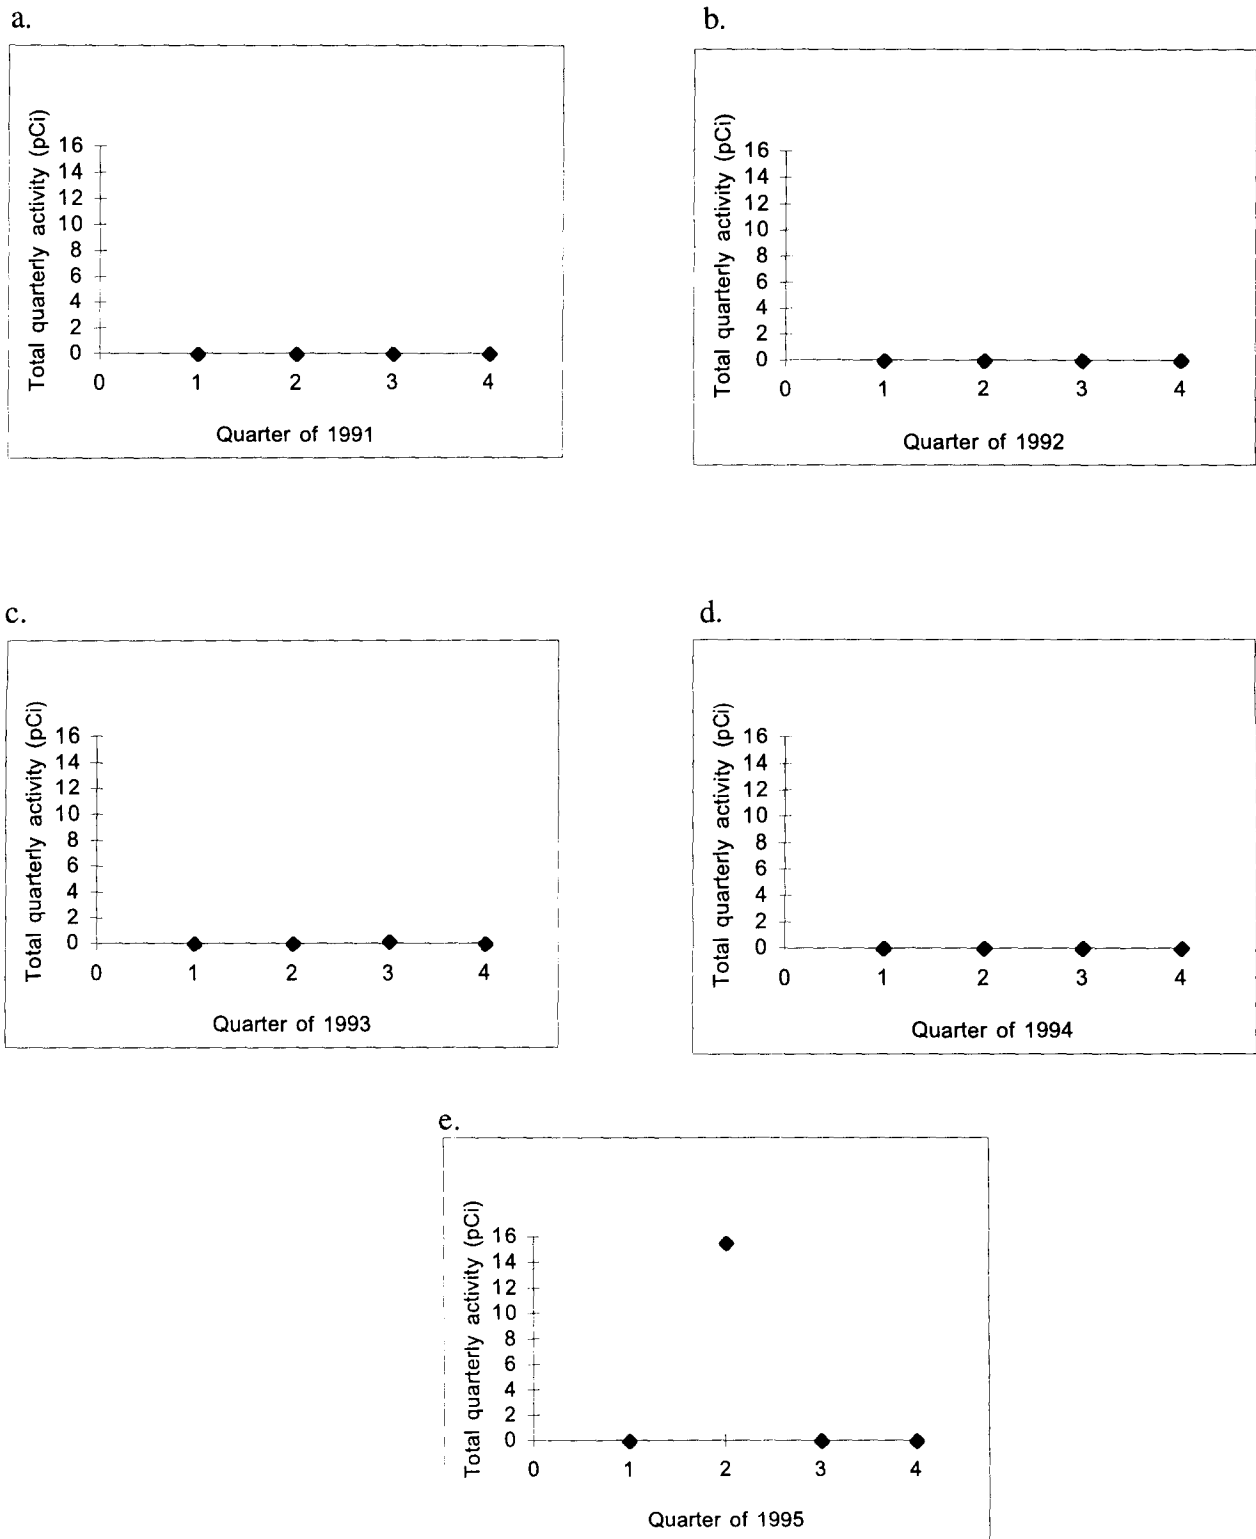 a.
Total quarterly activity (pCi)
16
14
12
10
8
6
4
2
0
0 1 2 3 4
Quarter of 1991
b.
Total quarterly activity (pCi)
16
14
12
10
8
6
4
2
0
0 1 2 3 4
Quarter of 1992
c.
Total quarterly activity (pCi)
16
14
12
10
8
6
4
2
0
0 1 2 3 4
Quarter of 1993
d.
Total quarterly activity (pCi)
16
14
12
10
8
6
4
2
0
0 1 2 3 4
Quarter of 1994
e.
Total quarterly activity (pCi)
16
14
12
10
8
6
4
2
0
0 1 2 3 4
Quarter of 1995